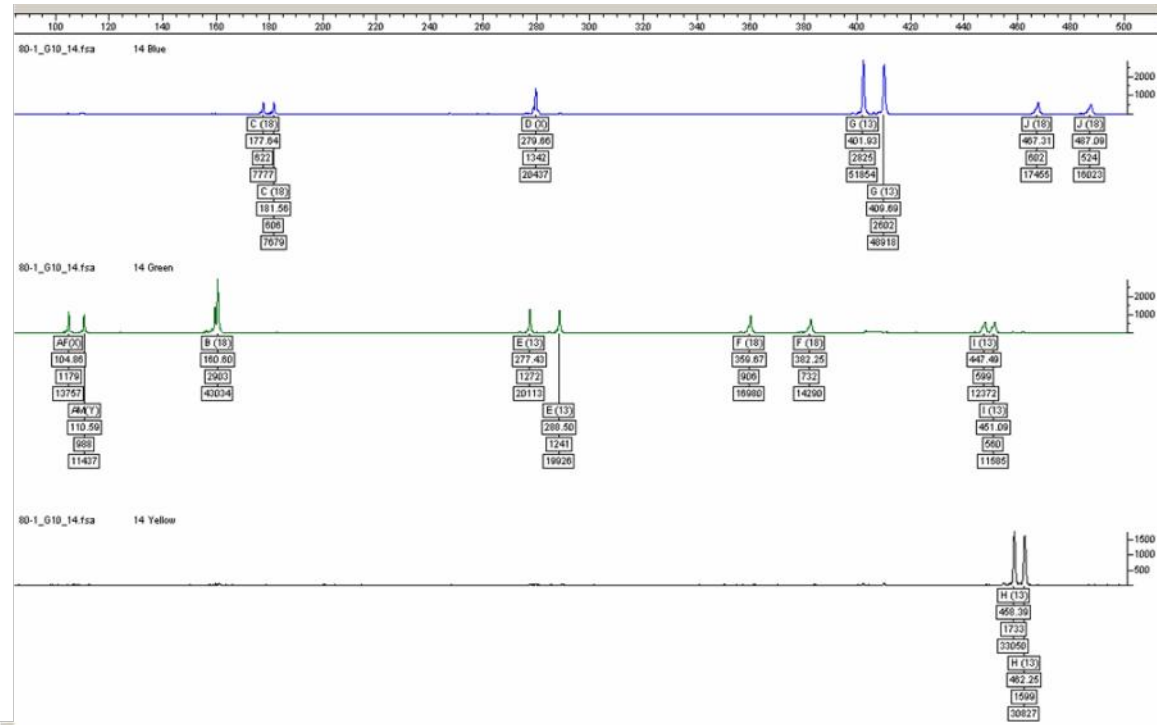 100 120 140 160 180 200 220 240 260 280 300 320 340 360 380 400 420 440 460 480 500
80-1_G10_14.fsa 14 Blue
2000
1000
C (18) D (X) G (13) J (18) J (18)
177.64 279.66 401.93 467.31 487.09
622 1342 2825 602 524
7777 20437 51854 17455 16023
C (18) G (13)
181.56 409.69
606 2602
7679 48918
80-1_G10_14.fsa 14 Green
2000
1000
AF(X) B (18) E (13) F (18) F (18) I (13)
104.86 160.60 277.43 359.67 382.25 447.49
1179 2903 1272 906 732 599
13757 43034 20113 16980 14290 12372
AM(Y) E (13) I (13)
110.59 288.50 451.09
988 1241 560
11437 19926 11585
80-1_G10_14.fsa 14 Yellow
1500
1000
500
H (13)
458.39
1733
33050
H (13)
462.25
1599
30827